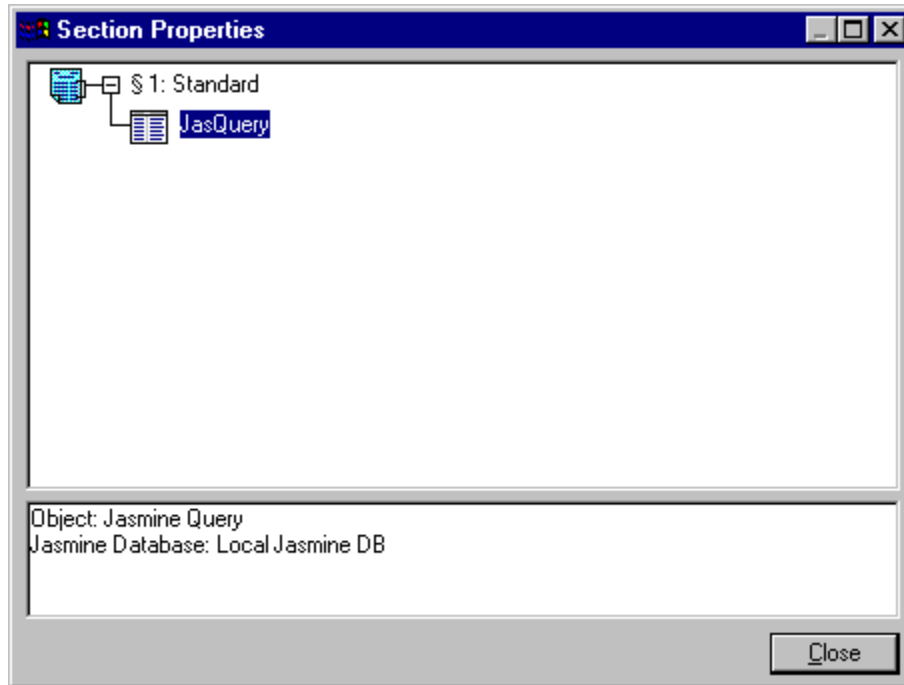 Section Properties
§ 1: Standard
JasQuery
Object: Jasmine Query
Jasmine Database: Local Jasmine DB
Close